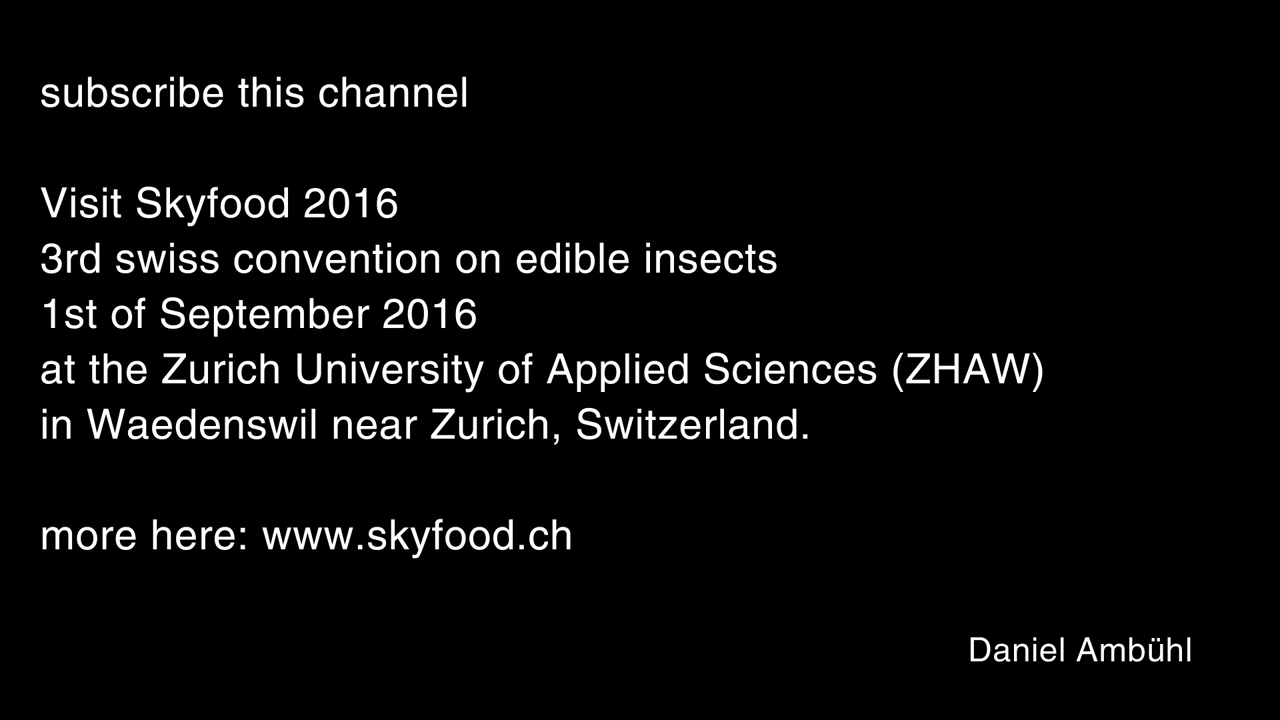 subscribe this channel
Visit Skyfood 2016
3rd swiss convention on edible insects
1st of September 2016
at the Zurich University of Applied Sciences (ZHAW)
in Waedenswil near Zurich, Switzerland.
more here: www.skyfood.ch
Daniel Ambühl